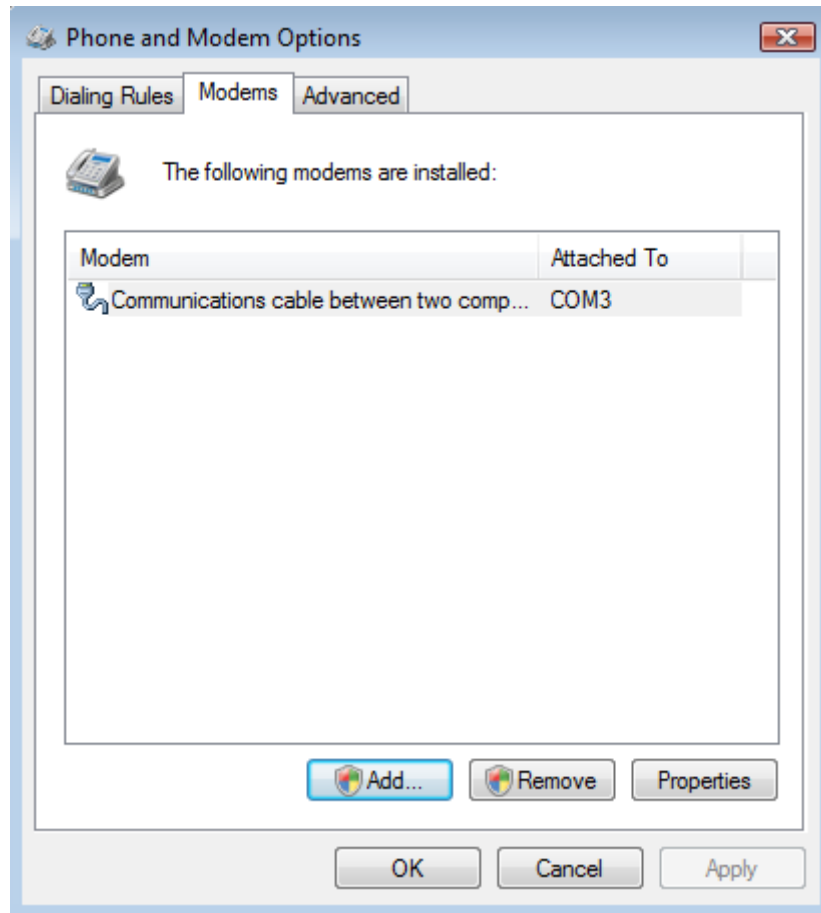 Phone and Modem Options
Dialing Rules Modems Advanced
The following modems are installed:
Modem Attached To
Communications cable between two comp... COM3
Add... Remove Properties
OK Cancel Apply